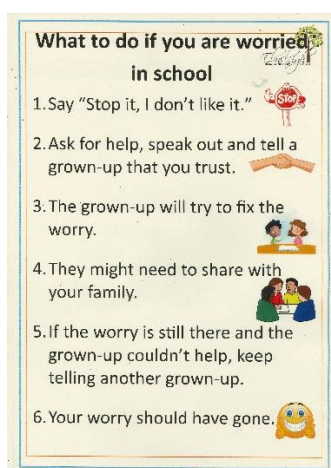 What to do if you are worried
in school
1. Say “Stop it, I don’t like it.”
STOP
2. Ask for help, speak out and tell a
grown-up that you trust.
3. The grown-up will try to fix the
worry.
4. They might need to share with
your family.
5. If the worry is still there and the
grown-up couldn’t help, keep
telling another grown-up.
6. Your worry should have gone.